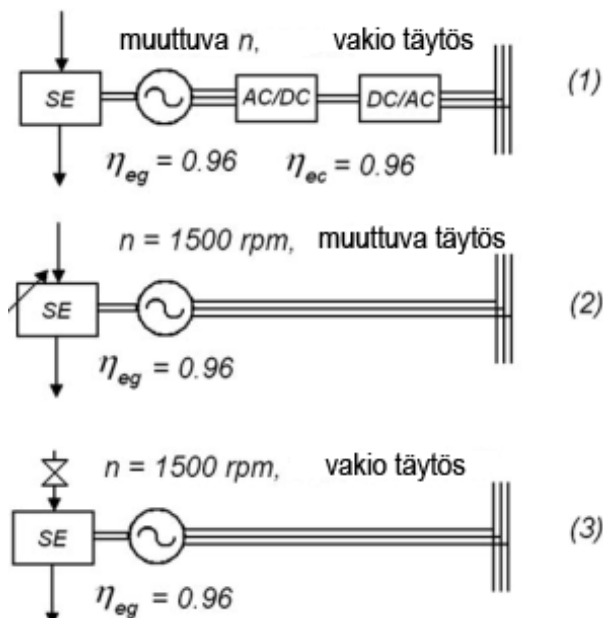 muuttuva n, vakio täytös
SE AC/DC DC/AC (1)
η_eg = 0.96 η_ec = 0.96
n = 1500 rpm, muuttuva täytös
SE (2)
η_eg = 0.96
n = 1500 rpm, vakio täytös
SE (3)
η_eg = 0.96